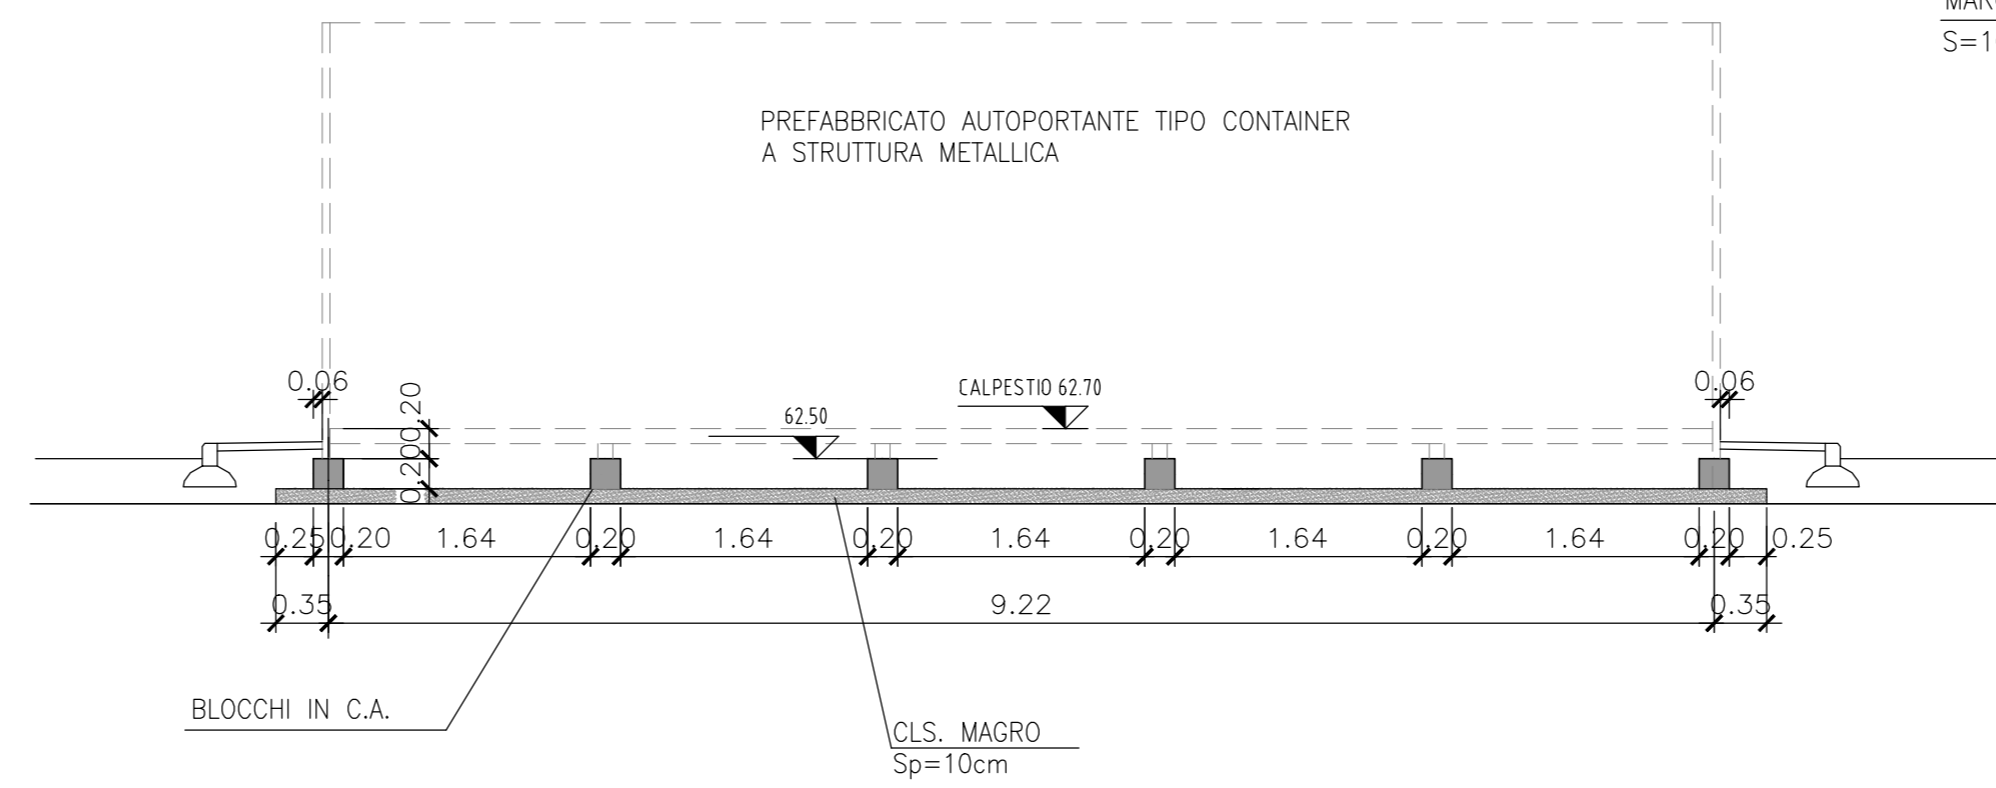 MAR
S=1
PREFABBRICATO AUTOPORTANTE TIPO CONTAINER
A STRUTTURA METALLICA
0.06
0.20
0.20
CALPESTIO 62.70
62.50
0.06
0.25 0.20 1.64 0.20 1.64 0.20 1.64 0.20 1.64 0.20 1.64 0.20 0.25
0.35 9.22 0.35
BLOCCHI IN C.A.
CLS. MAGRO
Sp=10cm